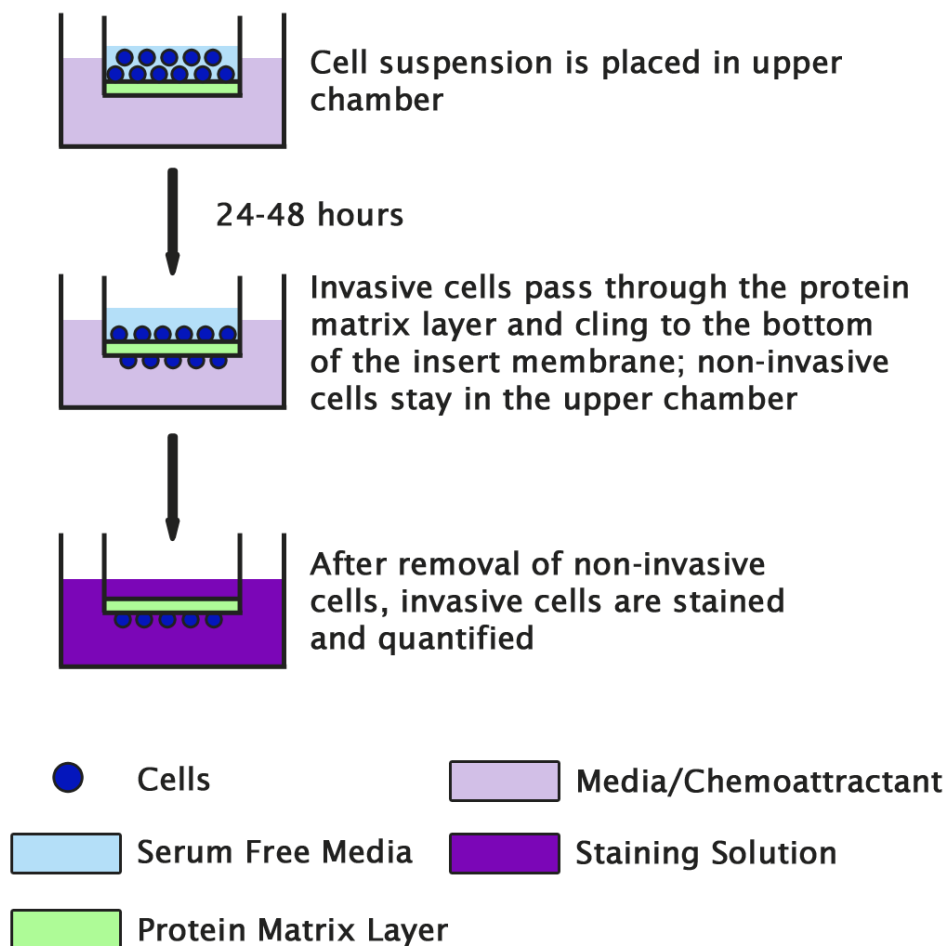 Cell suspension is placed in upper
chamber
24-48 hours
Invasive cells pass through the protein
matrix layer and cling to the bottom
of the insert membrane; non-invasive
cells stay in the upper chamber
After removal of non-invasive
cells, invasive cells are stained
and quantified
Cells
Media/Chemoattractant
Serum Free Media
Staining Solution
Protein Matrix Layer